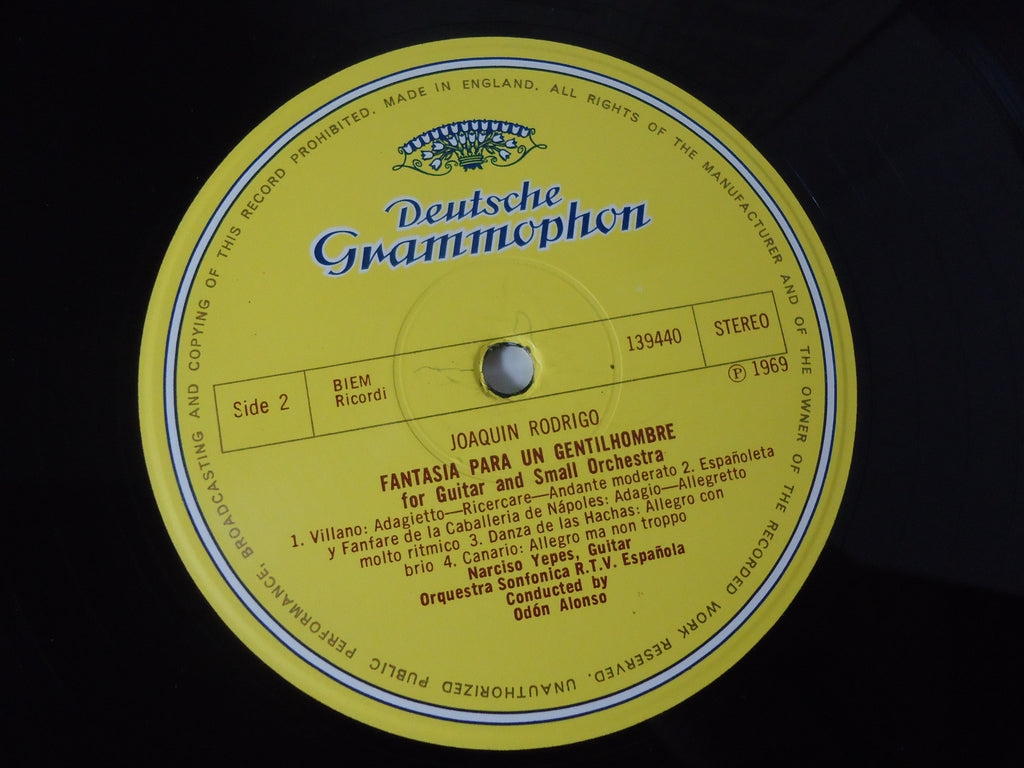 Deutsche
Grammophon
Side 2
BIEM
Ricordi
139440
STEREO
Ⓟ 1969
JOAQUIN RODRIGO
FANTASIA PARA UN GENTILHOMBRE
for Guitar and Small Orchestra
1. Villano: Adagietto—Ricercare—Andante moderato 2. Españoleta
y Fanfare de la Caballeria de Nápoles: Adagio—Allegretto
molto ritmico 3. Danza de las Hachas: Allegro con
brio 4. Canario: Allegro ma non troppo
Narciso Yepes, Guitar
Orquestra Sonfonica R.T.V. Española
Conducted by
Odón Alonso
MADE IN ENGLAND. ALL RIGHTS OF THE MANUFACTURER AND OF THE OWNER OF THE RECORDED WORK RESERVED. UNAUTHORIZED PUBLIC PERFORMANCE, BROADCASTING AND COPYING OF THIS RECORD PROHIBITED.